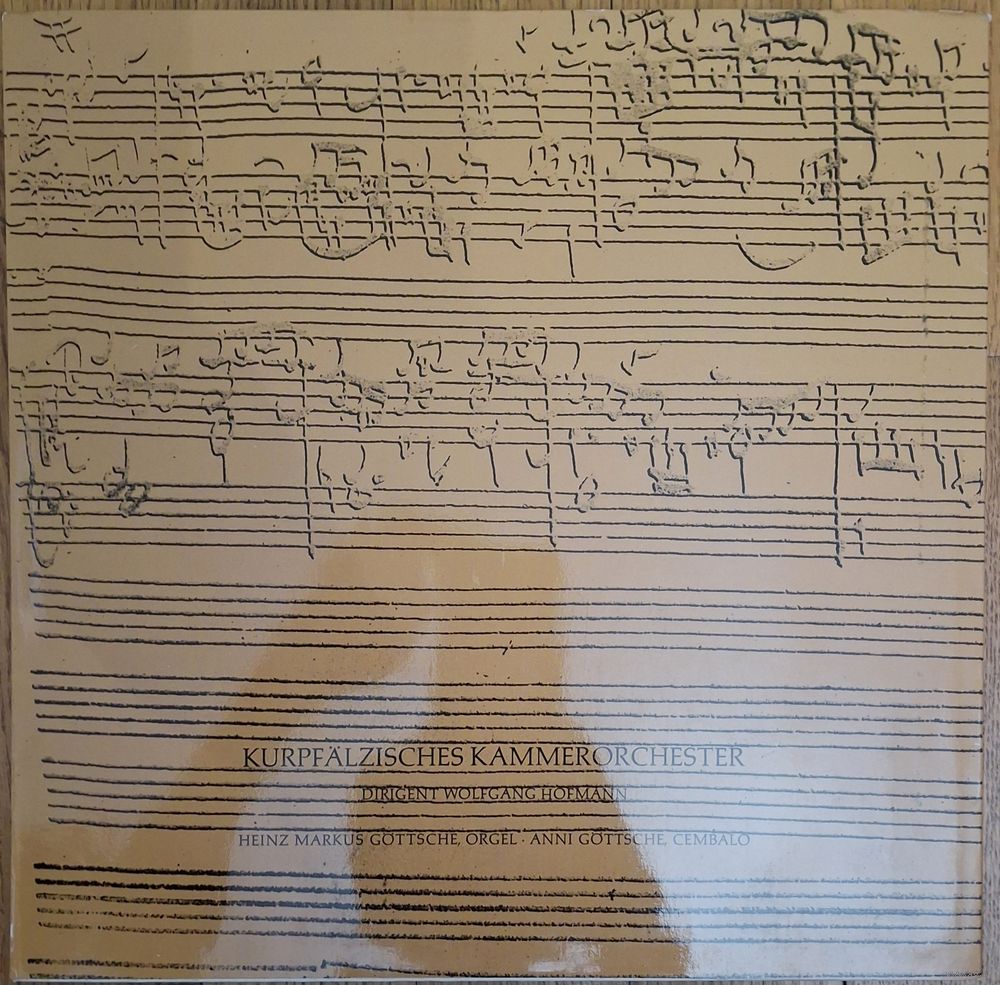 KURPFÄLZISCHES KAMMERORCHESTER
DIRIGENT WOLFGANG HOFMANN
HEINZ MARKUS GÖTTSCHE, ORGEL · ANNI GÖTTSCHE, CEMBALO